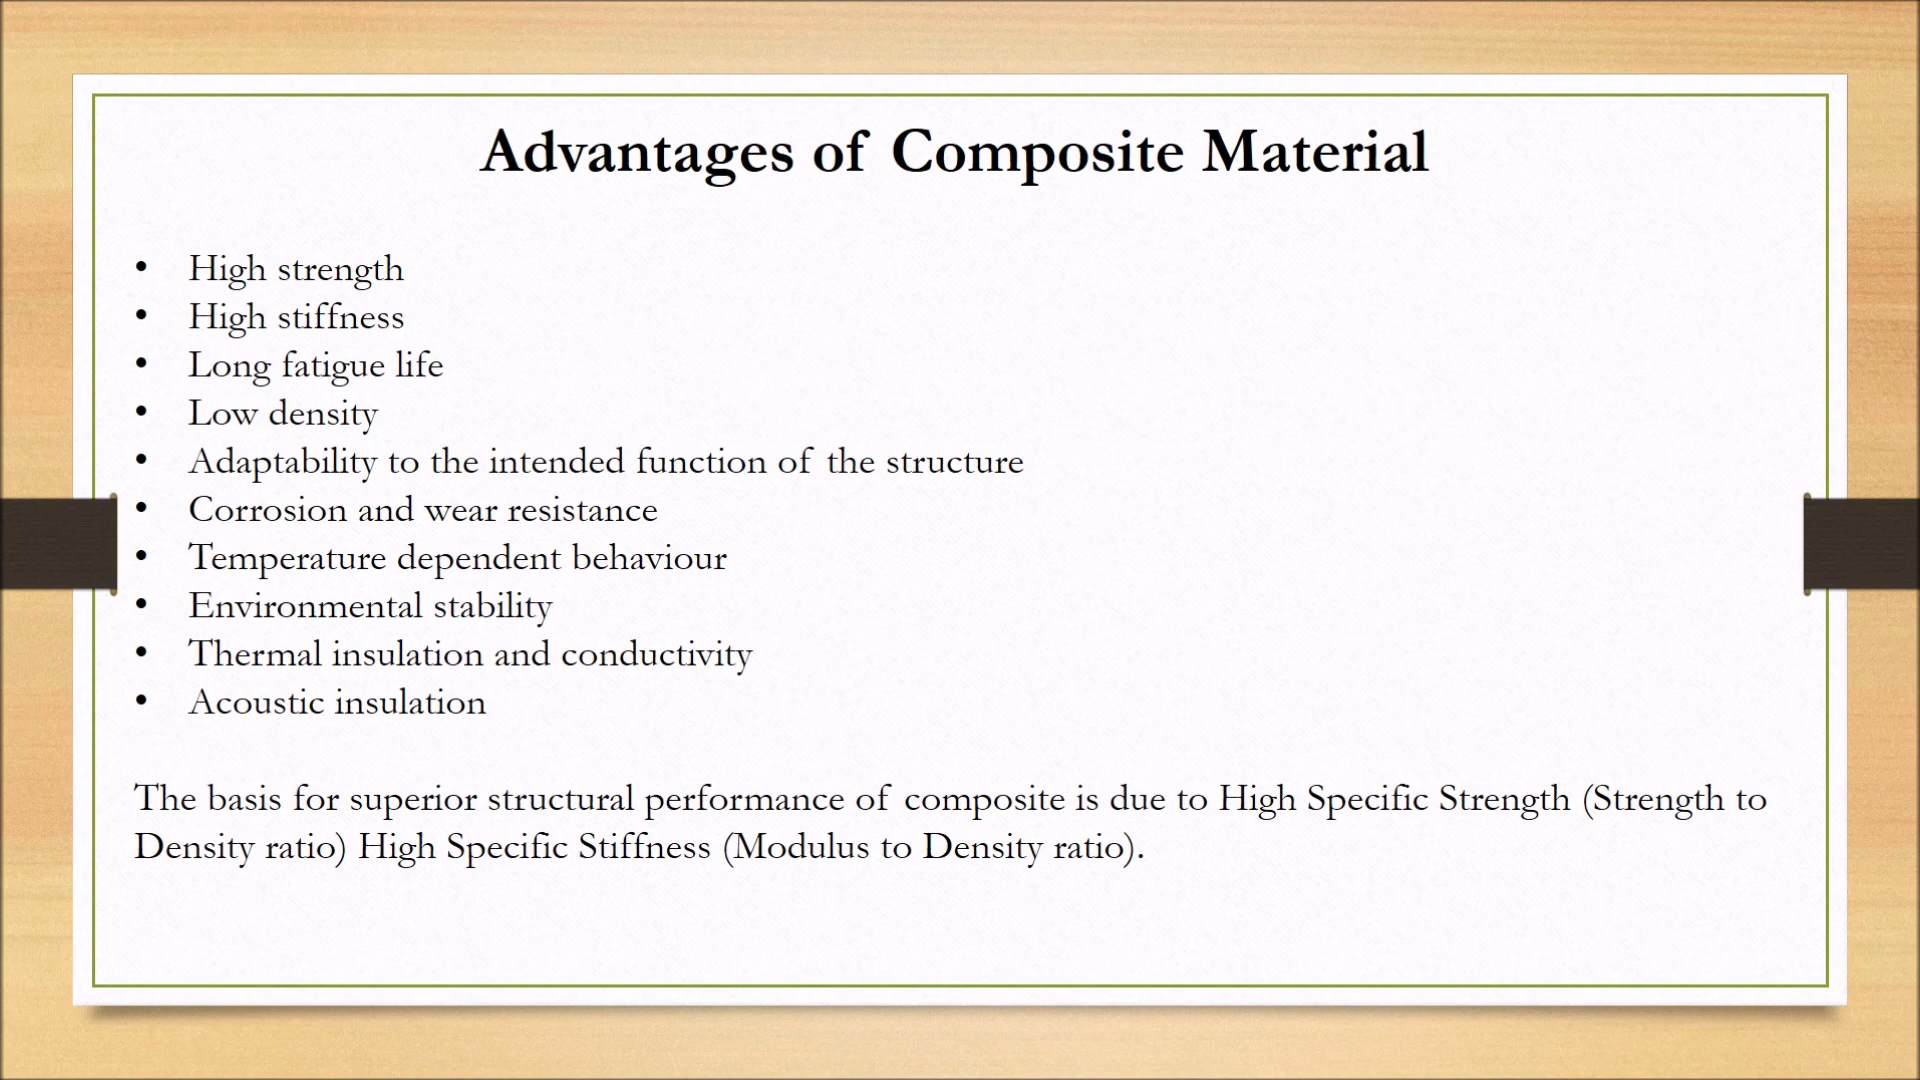 Advantages of Composite Material
• High strength
• High stiffness
• Long fatigue life
• Low density
• Adaptability to the intended function of the structure
• Corrosion and wear resistance
• Temperature dependent behaviour
• Environmental stability
• Thermal insulation and conductivity
• Acoustic insulation
The basis for superior structural performance of composite is due to High Specific Strength (Strength to
Density ratio) High Specific Stiffness (Modulus to Density ratio).